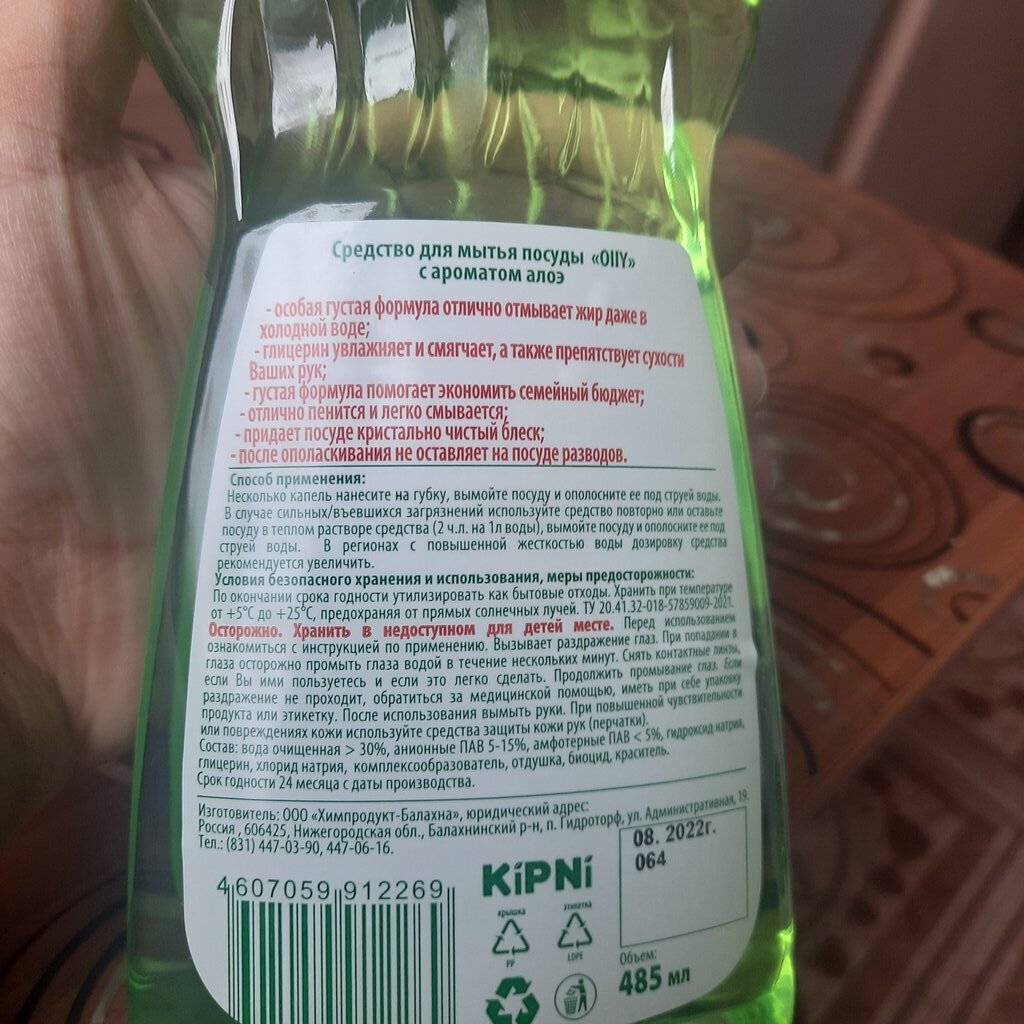 Средство для мытья посуды «OllY»
с ароматом алоэ
- особая густая формула отлично отмывает жир даже в
холодной воде;
- глицерин увлажняет и смягчает, а также препятствует сухости
Ваших рук;
- густая формула помогает экономить семейный бюджет;
- отлично пенится и легко смывается;
- придает посуде кристально чистый блеск;
- после ополаскивания не оставляет на посуде разводов.
Способ применения:
Несколько капель нанесите на губку, вымойте посуду и ополосните ее под струей воды.
В случае сильных/въевшихся загрязнений используйте средство повторно или оставьте
посуду в теплом растворе средства (2 ч.л. на 1л воды), вымойте посуду и ополосните ее под
струей воды. В регионах с повышенной жесткостью воды дозировку средства
рекомендуется увеличить.
Условия безопасного хранения и использования, меры предосторожности:
По окончании срока годности утилизировать как бытовые отходы. Хранить при температуре
от +5°С до +25°С, предохраняя от прямых солнечных лучей. ТУ 20.41.32-018-57859009-2021.
Осторожно. Хранить в недоступном для детей месте. Перед использованием
ознакомиться с инструкцией по применению. Вызывает раздражение глаз. При попадании в
глаза осторожно промыть глаза водой в течение нескольких минут. Снять контактные линзы,
если Вы ими пользуетесь и если это легко сделать. Продолжить промывание глаз. Если
раздражение не проходит, обратиться за медицинской помощью, иметь при себе упаковку
продукта или этикетку. После использования вымыть руки. При повышенной чувствительности
или повреждениях кожи используйте средства защиты кожи рук (перчатки).
Состав: вода очищенная > 30%, анионные ПАВ 5-15%, амфотерные ПАВ < 5%, гидроксид натрия,
глицерин, хлорид натрия, комплексообразователь, отдушка, биоцид, краситель.
Срок годности 24 месяца с даты производства.
Изготовитель: ООО «Химпродукт-Балахна», юридический адрес:
Россия , 606425, Нижегородская обл., Балахнинский р-н, п. Гидроторф, ул. Административная, 19.
Тел.: (831) 447-03-90, 447-06-16.
08. 2022г.
064
4 607059 912269
KiPNi
крышка
этикетка
PP
LDPE
Объем:
485 мл